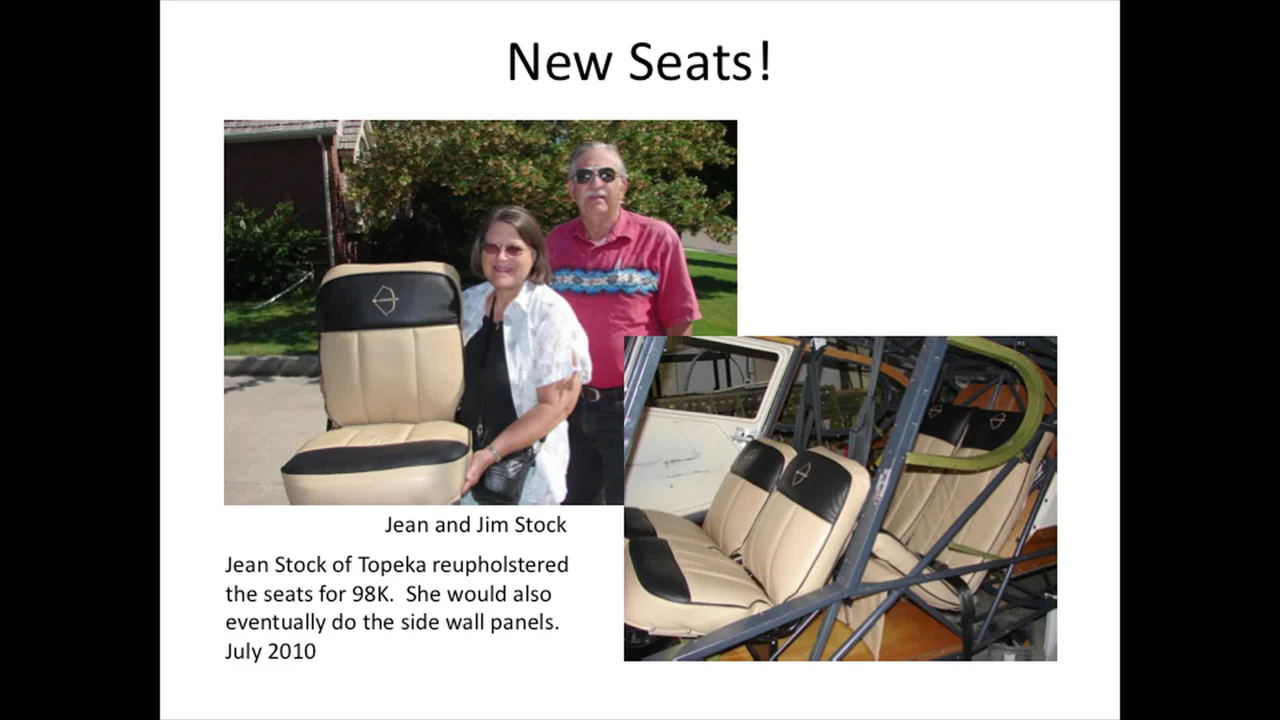 New Seats!
Jean and Jim Stock
Jean Stock of Topeka reupholstered
the seats for 98K.  She would also
eventually do the side wall panels.
July 2010